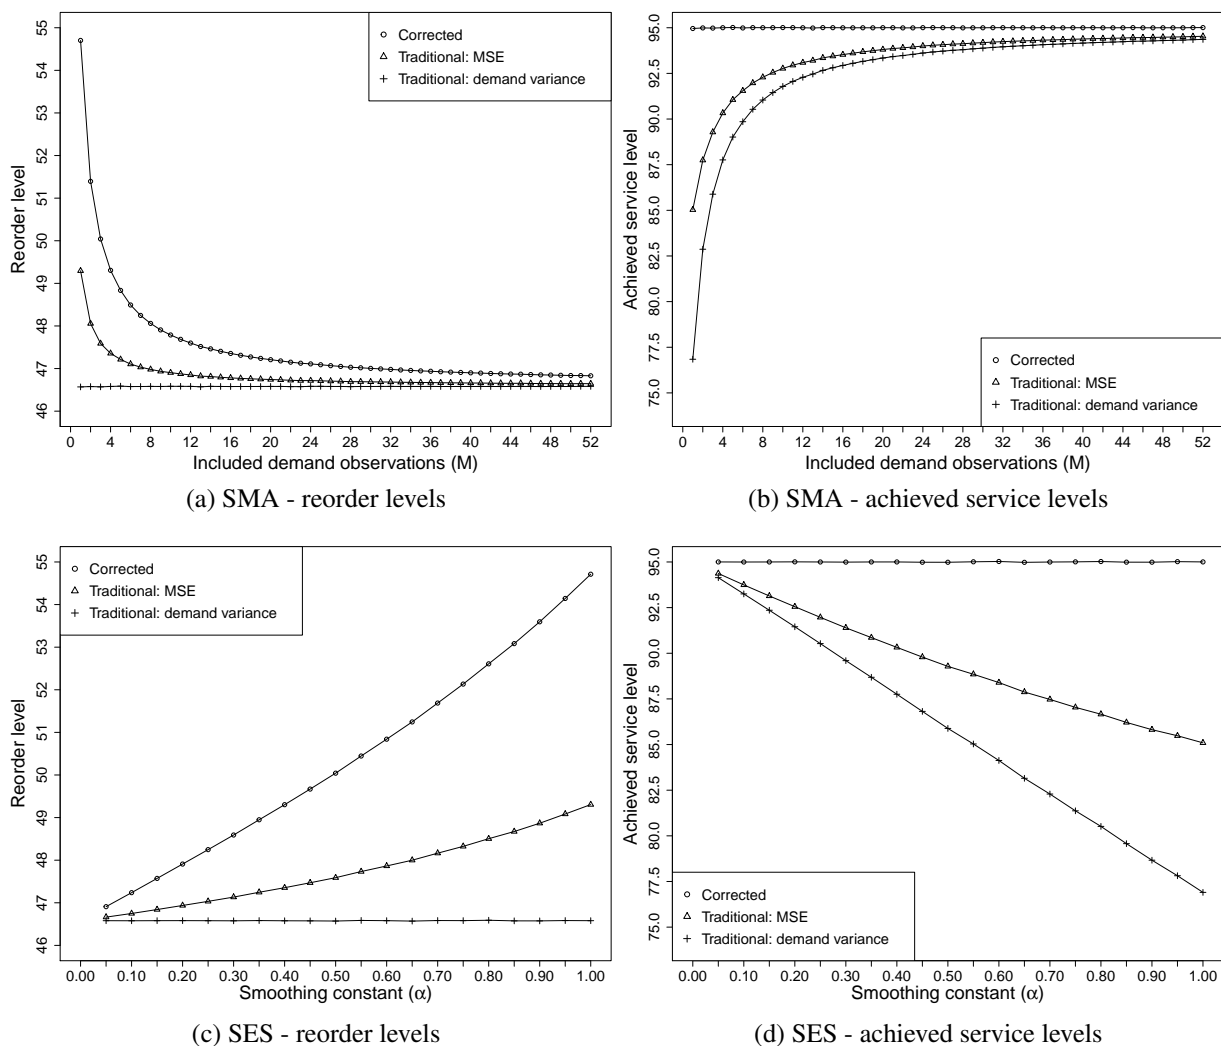 Corrected
Traditional: MSE
Traditional: demand variance
Reorder level
46 47 48 49 50 51 52 53 54 55
0 4 8 12 16 20 24 28 32 36 40 44 48 52
Included demand observations (M)
(a) SMA - reorder levels
Corrected
Traditional: MSE
Traditional: demand variance
Achieved service level
75.0 77.5 80.0 82.5 85.0 87.5 90.0 92.5 95.0
0 4 8 12 16 20 24 28 32 36 40 44 48 52
Included demand observations (M)
(b) SMA - achieved service levels
Corrected
Traditional: MSE
Traditional: demand variance
Reorder level
46 47 48 49 50 51 52 53 54 55
0.00 0.10 0.20 0.30 0.40 0.50 0.60 0.70 0.80 0.90 1.00
Smoothing constant (α)
(c) SES - reorder levels
Corrected
Traditional: MSE
Traditional: demand variance
Achieved service level
75.0 77.5 80.0 82.5 85.0 87.5 90.0 92.5 95.0
0.00 0.10 0.20 0.30 0.40 0.50 0.60 0.70 0.80 0.90 1.00
Smoothing constant (α)
(d) SES - achieved service levels